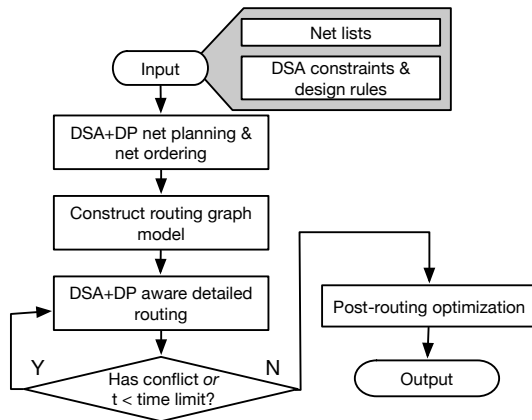 Net lists
Input
DSA constraints &
design rules
DSA+DP net planning &
net ordering
Construct routing graph
model
DSA+DP aware detailed
routing
Post-routing optimization
Y
N
Has conflict or
t < time limit?
Output